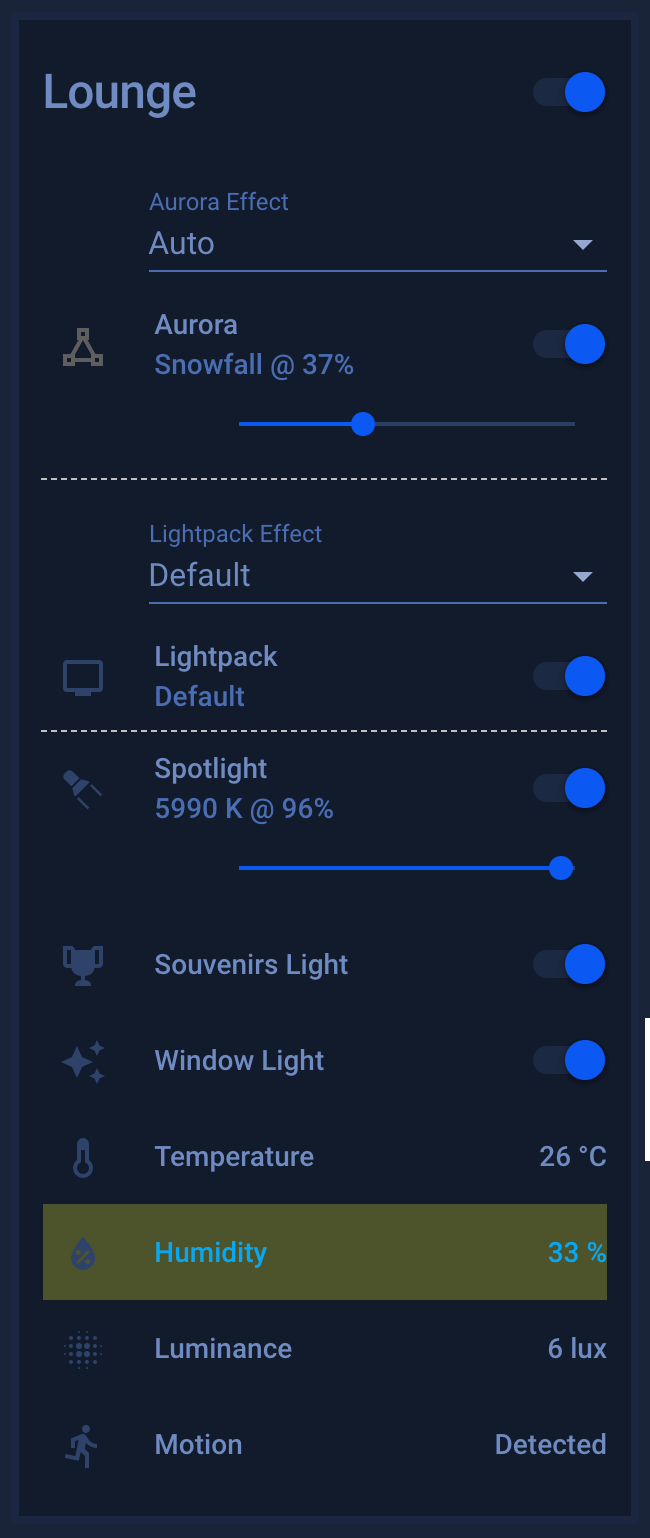 Lounge
Aurora Effect
Auto
Aurora
Snowfall @ 37%
Lightpack Effect
Default
Lightpack
Default
Spotlight
5990 K @ 96%
Souvenirs Light
Window Light
Temperature 26 °C
Humidity 33 %
Luminance 6 lux
Motion Detected